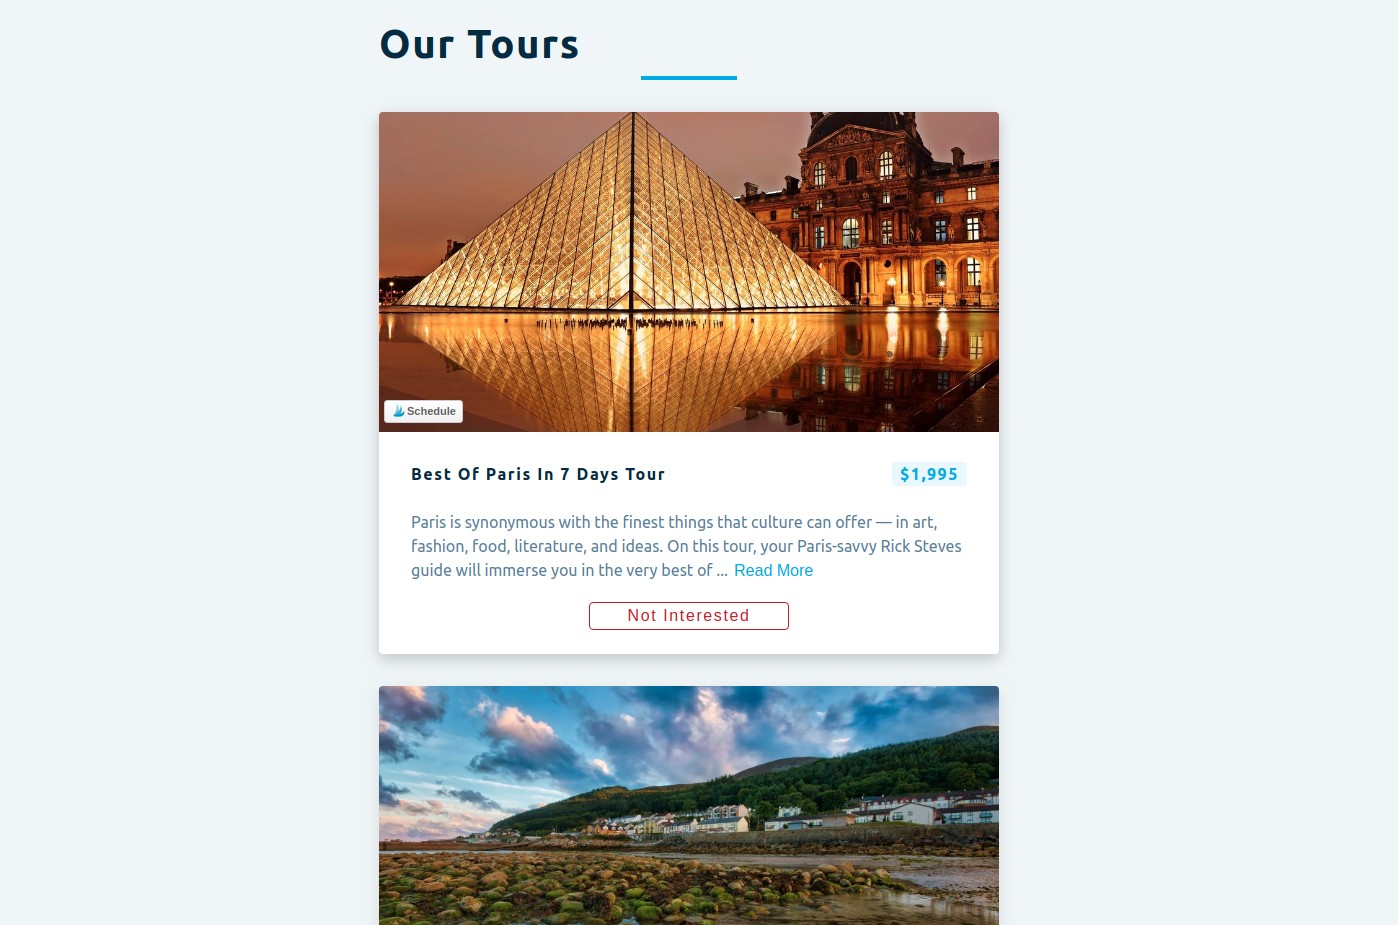 Our Tours
Schedule
Best Of Paris In 7 Days Tour
$1,995
Paris is synonymous with the finest things that culture can offer — in art,
fashion, food, literature, and ideas. On this tour, your Paris-savvy Rick Steves
guide will immerse you in the very best of ... Read More
Not Interested